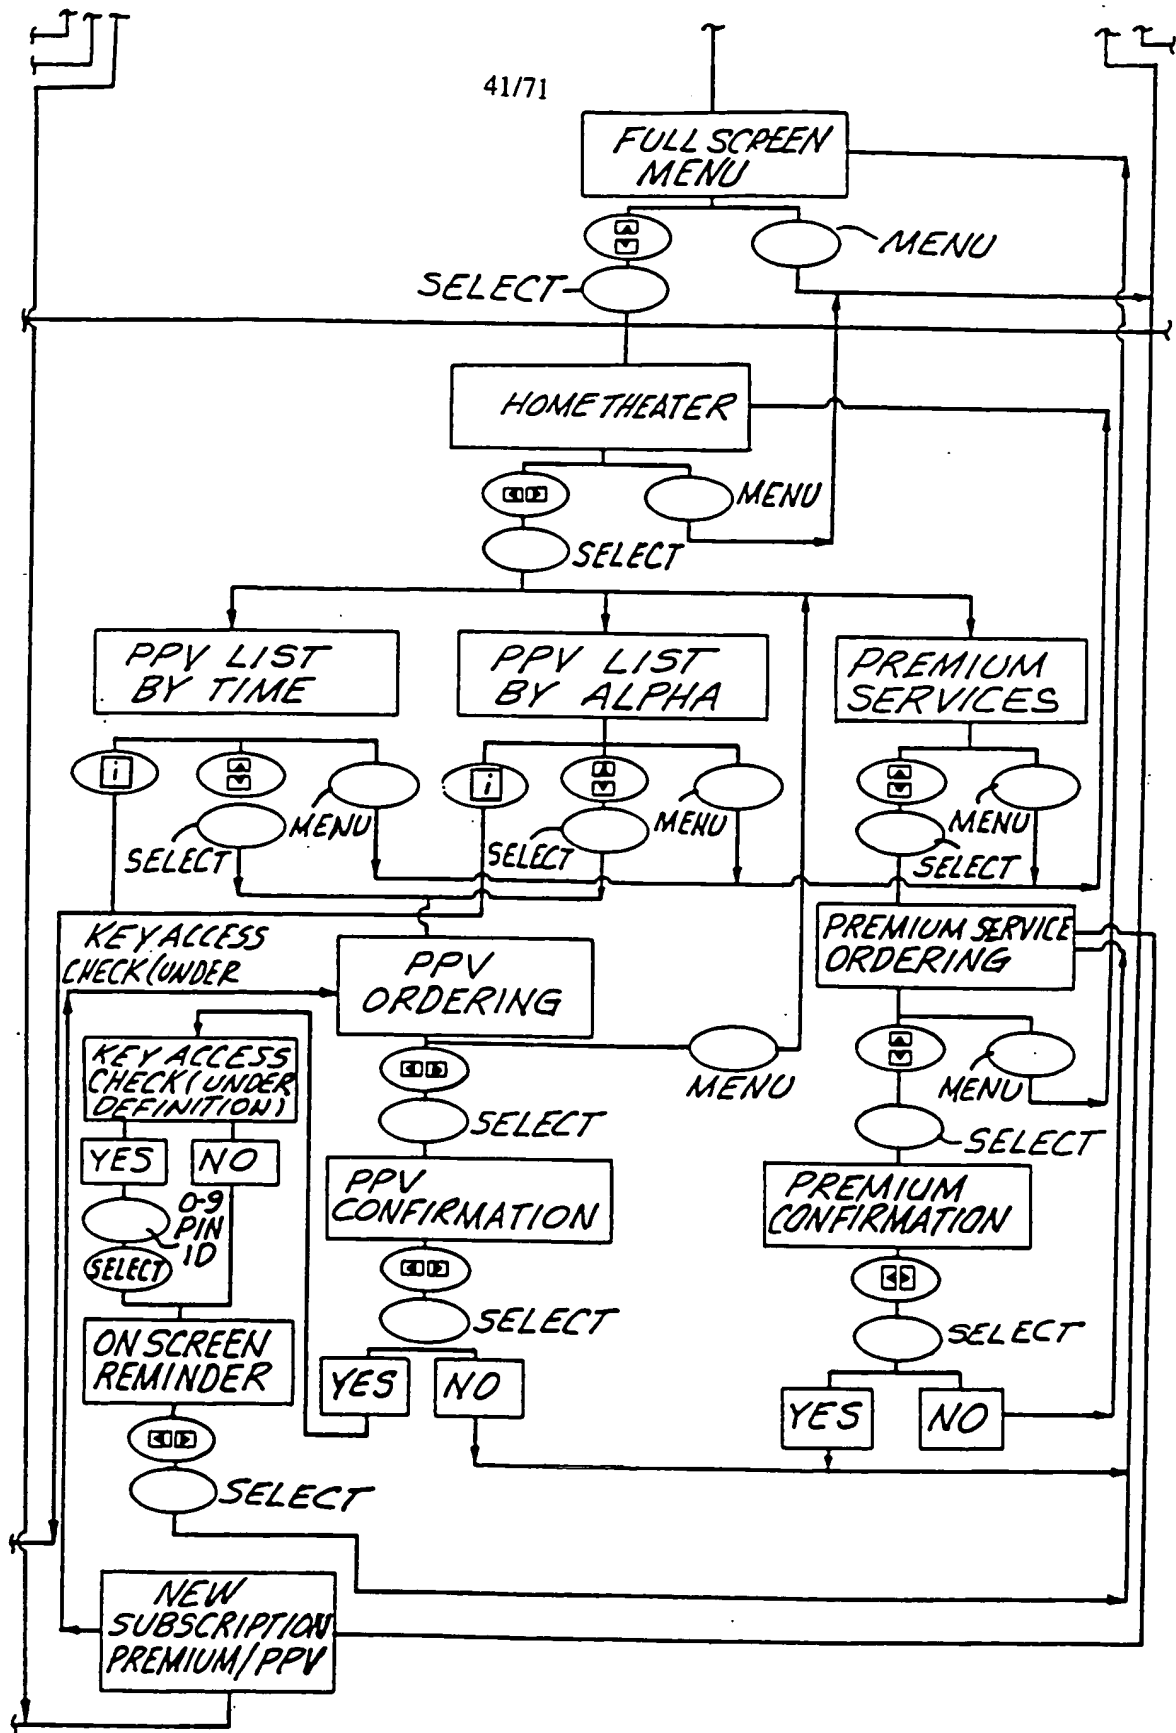 41/71
FULL SCREEN
MENU
MENU
SELECT
HOME THEATER
MENU
SELECT
PPV LIST
BY TIME
PPV LIST
BY ALPHA
PREMIUM
SERVICES
i
i
MENU
SELECT
MENU
SELECT
MENU
SELECT
KEY ACCESS
CHECK (UNDER
PPV
ORDERING
PREMIUM SERVICE
ORDERING
KEY ACCESS
CHECK (UNDER
DEFINITION)
MENU
MENU
SELECT
SELECT
YES
NO
PPV
CONFIRMATION
PREMIUM
CONFIRMATION
0-9
PIN
ID
SELECT
SELECT
SELECT
ON SCREEN
REMINDER
YES
NO
YES
NO
SELECT
NEW
SUBSCRIPTION
PREMIUM/PPV